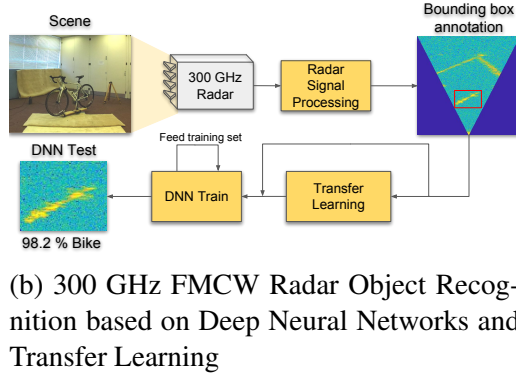 Scene
Bounding box
annotation
300 GHz
Radar
Radar
Signal
Processing
Feed training set
DNN Test
DNN Train
Transfer
Learning
98.2 % Bike
(b) 300 GHz FMCW Radar Object Recog-
nition based on Deep Neural Networks and
Transfer Learning